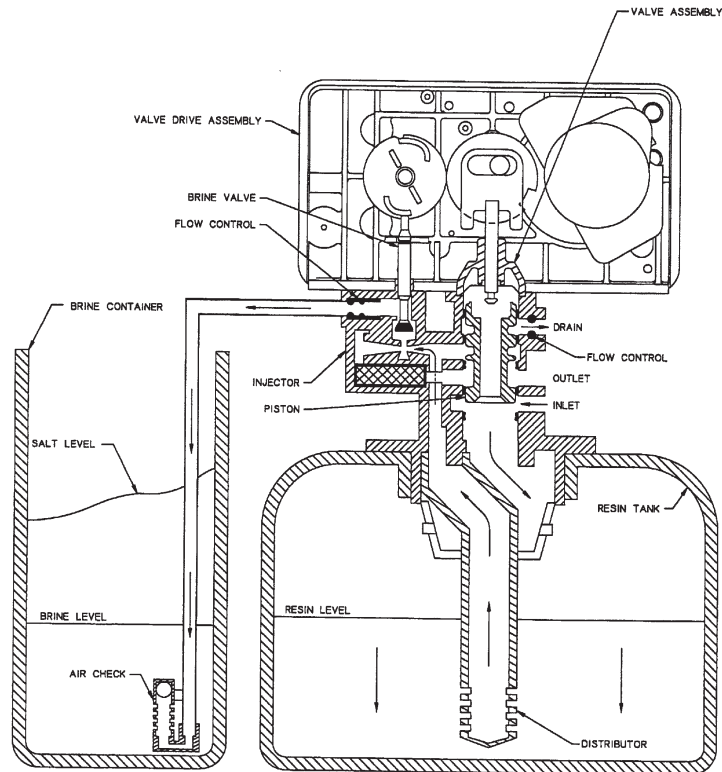 VALVE ASSEMBLY
VALVE DRIVE ASSEMBLY
BRINE VALVE
FLOW CONTROL
BRINE CONTAINER
DRAIN
FLOW CONTROL
INJECTOR
OUTLET
PISTON
INLET
SALT LEVEL
RESIN TANK
BRINE LEVEL
RESIN LEVEL
AIR CHECK
DISTRIBUTOR